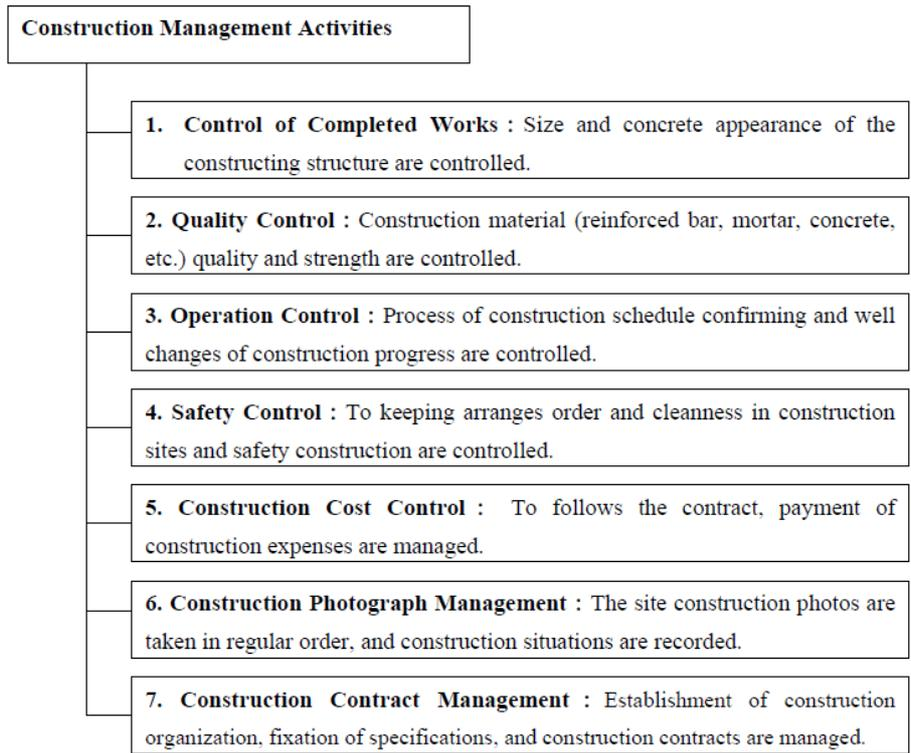 Construction Management Activities
1. Control of Completed Works : Size and concrete appearance of the
constructing structure are controlled.
2. Quality Control : Construction material (reinforced bar, mortar, concrete,
etc.) quality and strength are controlled.
3. Operation Control : Process of construction schedule confirming and well
changes of construction progress are controlled.
4. Safety Control : To keeping arranges order and cleanness in construction
sites and safety construction are controlled.
5. Construction Cost Control : To follows the contract, payment of
construction expenses are managed.
6. Construction Photograph Management : The site construction photos are
taken in regular order, and construction situations are recorded.
7. Construction Contract Management : Establishment of construction
organization, fixation of specifications, and construction contracts are managed.